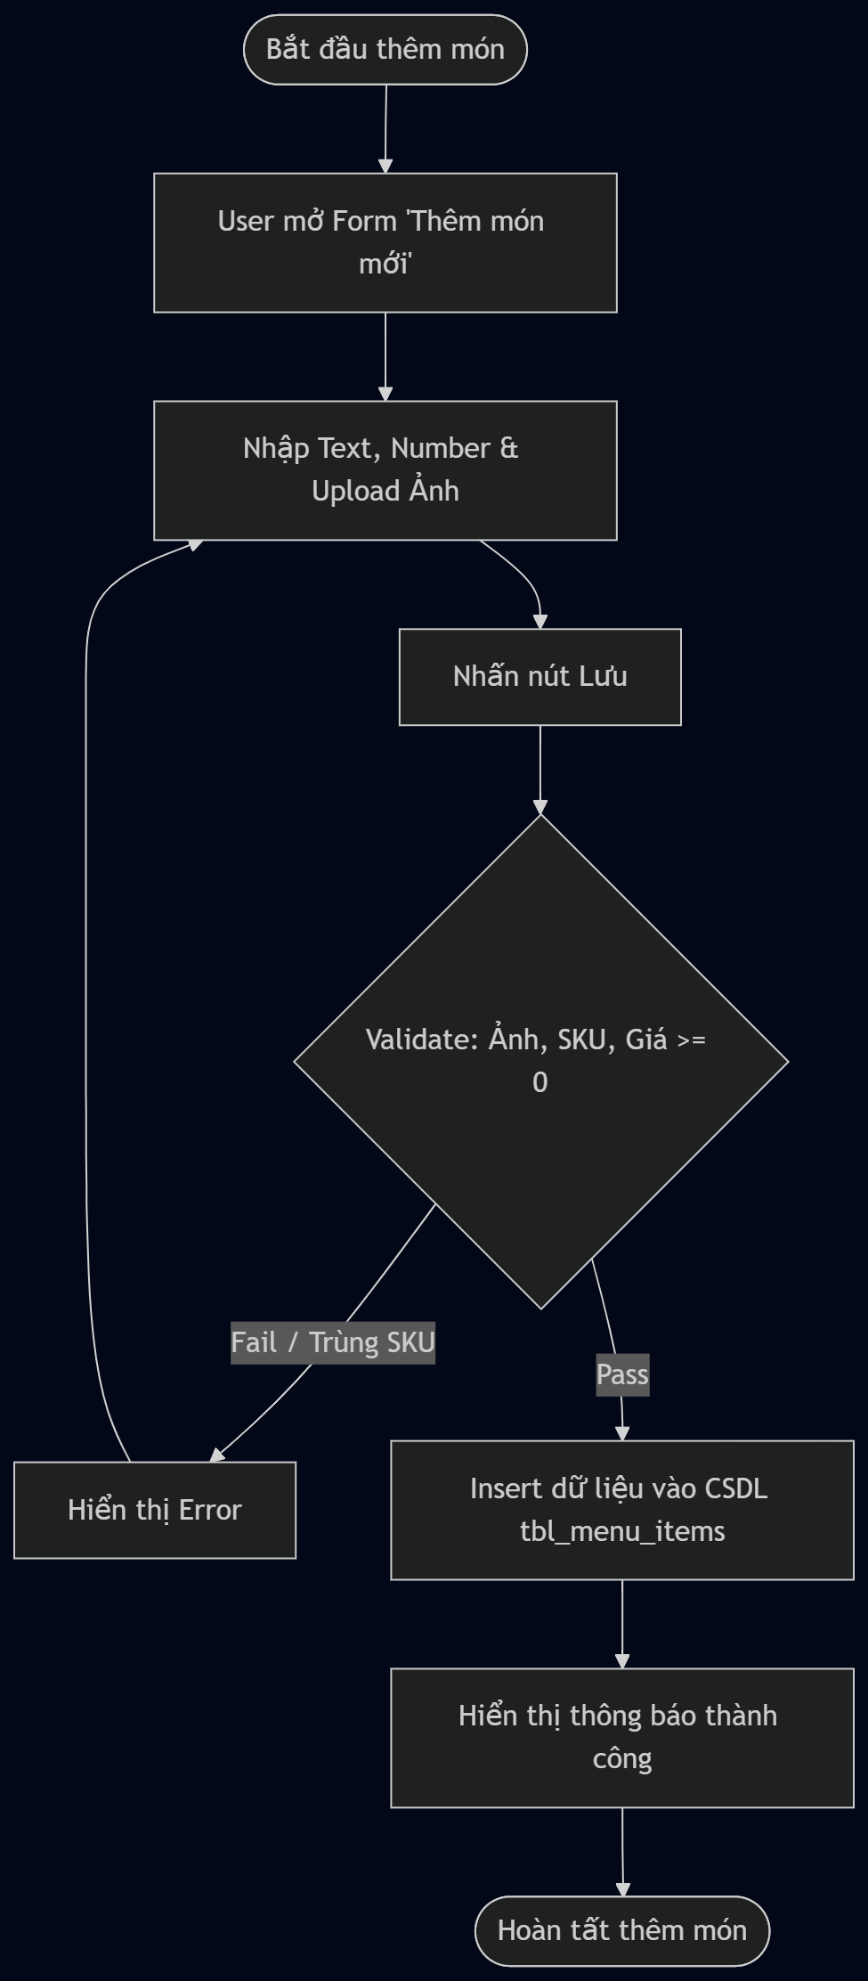 Bắt đầu thêm món
User mở Form 'Thêm món
mới'
Nhập Text, Number &
Upload Ảnh
Nhấn nút Lưu
Validate: Ảnh, SKU, Giá >=
0
Fail / Trùng SKU
Pass
Hiển thị Error
Insert dữ liệu vào CSDL
tbl_menu_items
Hiển thị thông báo thành
công
Hoàn tất thêm món